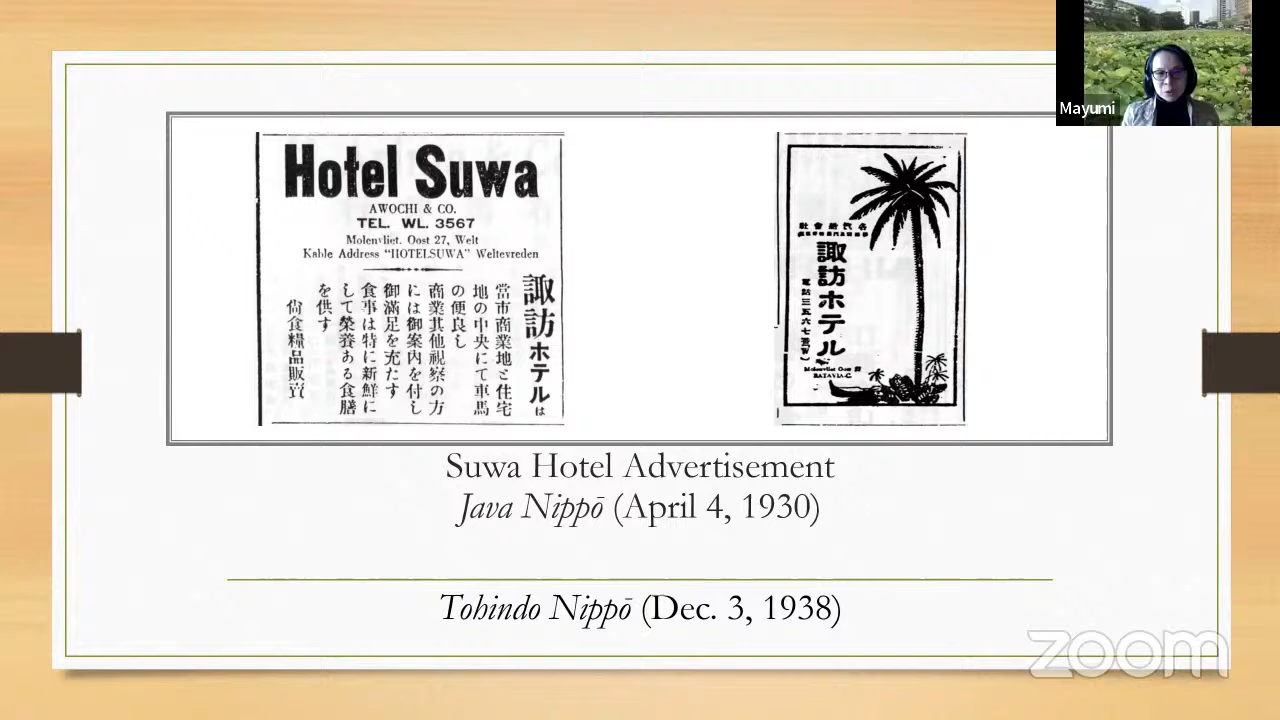 Mayumi
Hotel Suwa
AWOCHI & CO.
TEL. WL. 3567
Molenvliet. Oost 27, Welt
Kable Address “HOTELSUWA” Weltevreden
諏訪ホテルは
當市商業地と住宅
地の中央にて車馬
の便良し
商業其他視察の方
には御案内を付し
御滿足を充たす
食事は特に新鮮に
して榮養ある食膳
を供す
尙食糧品販賣
諏訪ホテル
Molenvliet Oost
BATAVIA-C.
Suwa Hotel Advertisement
Java Nippō (April 4, 1930)
Tohindo Nippō (Dec. 3, 1938)
zoom